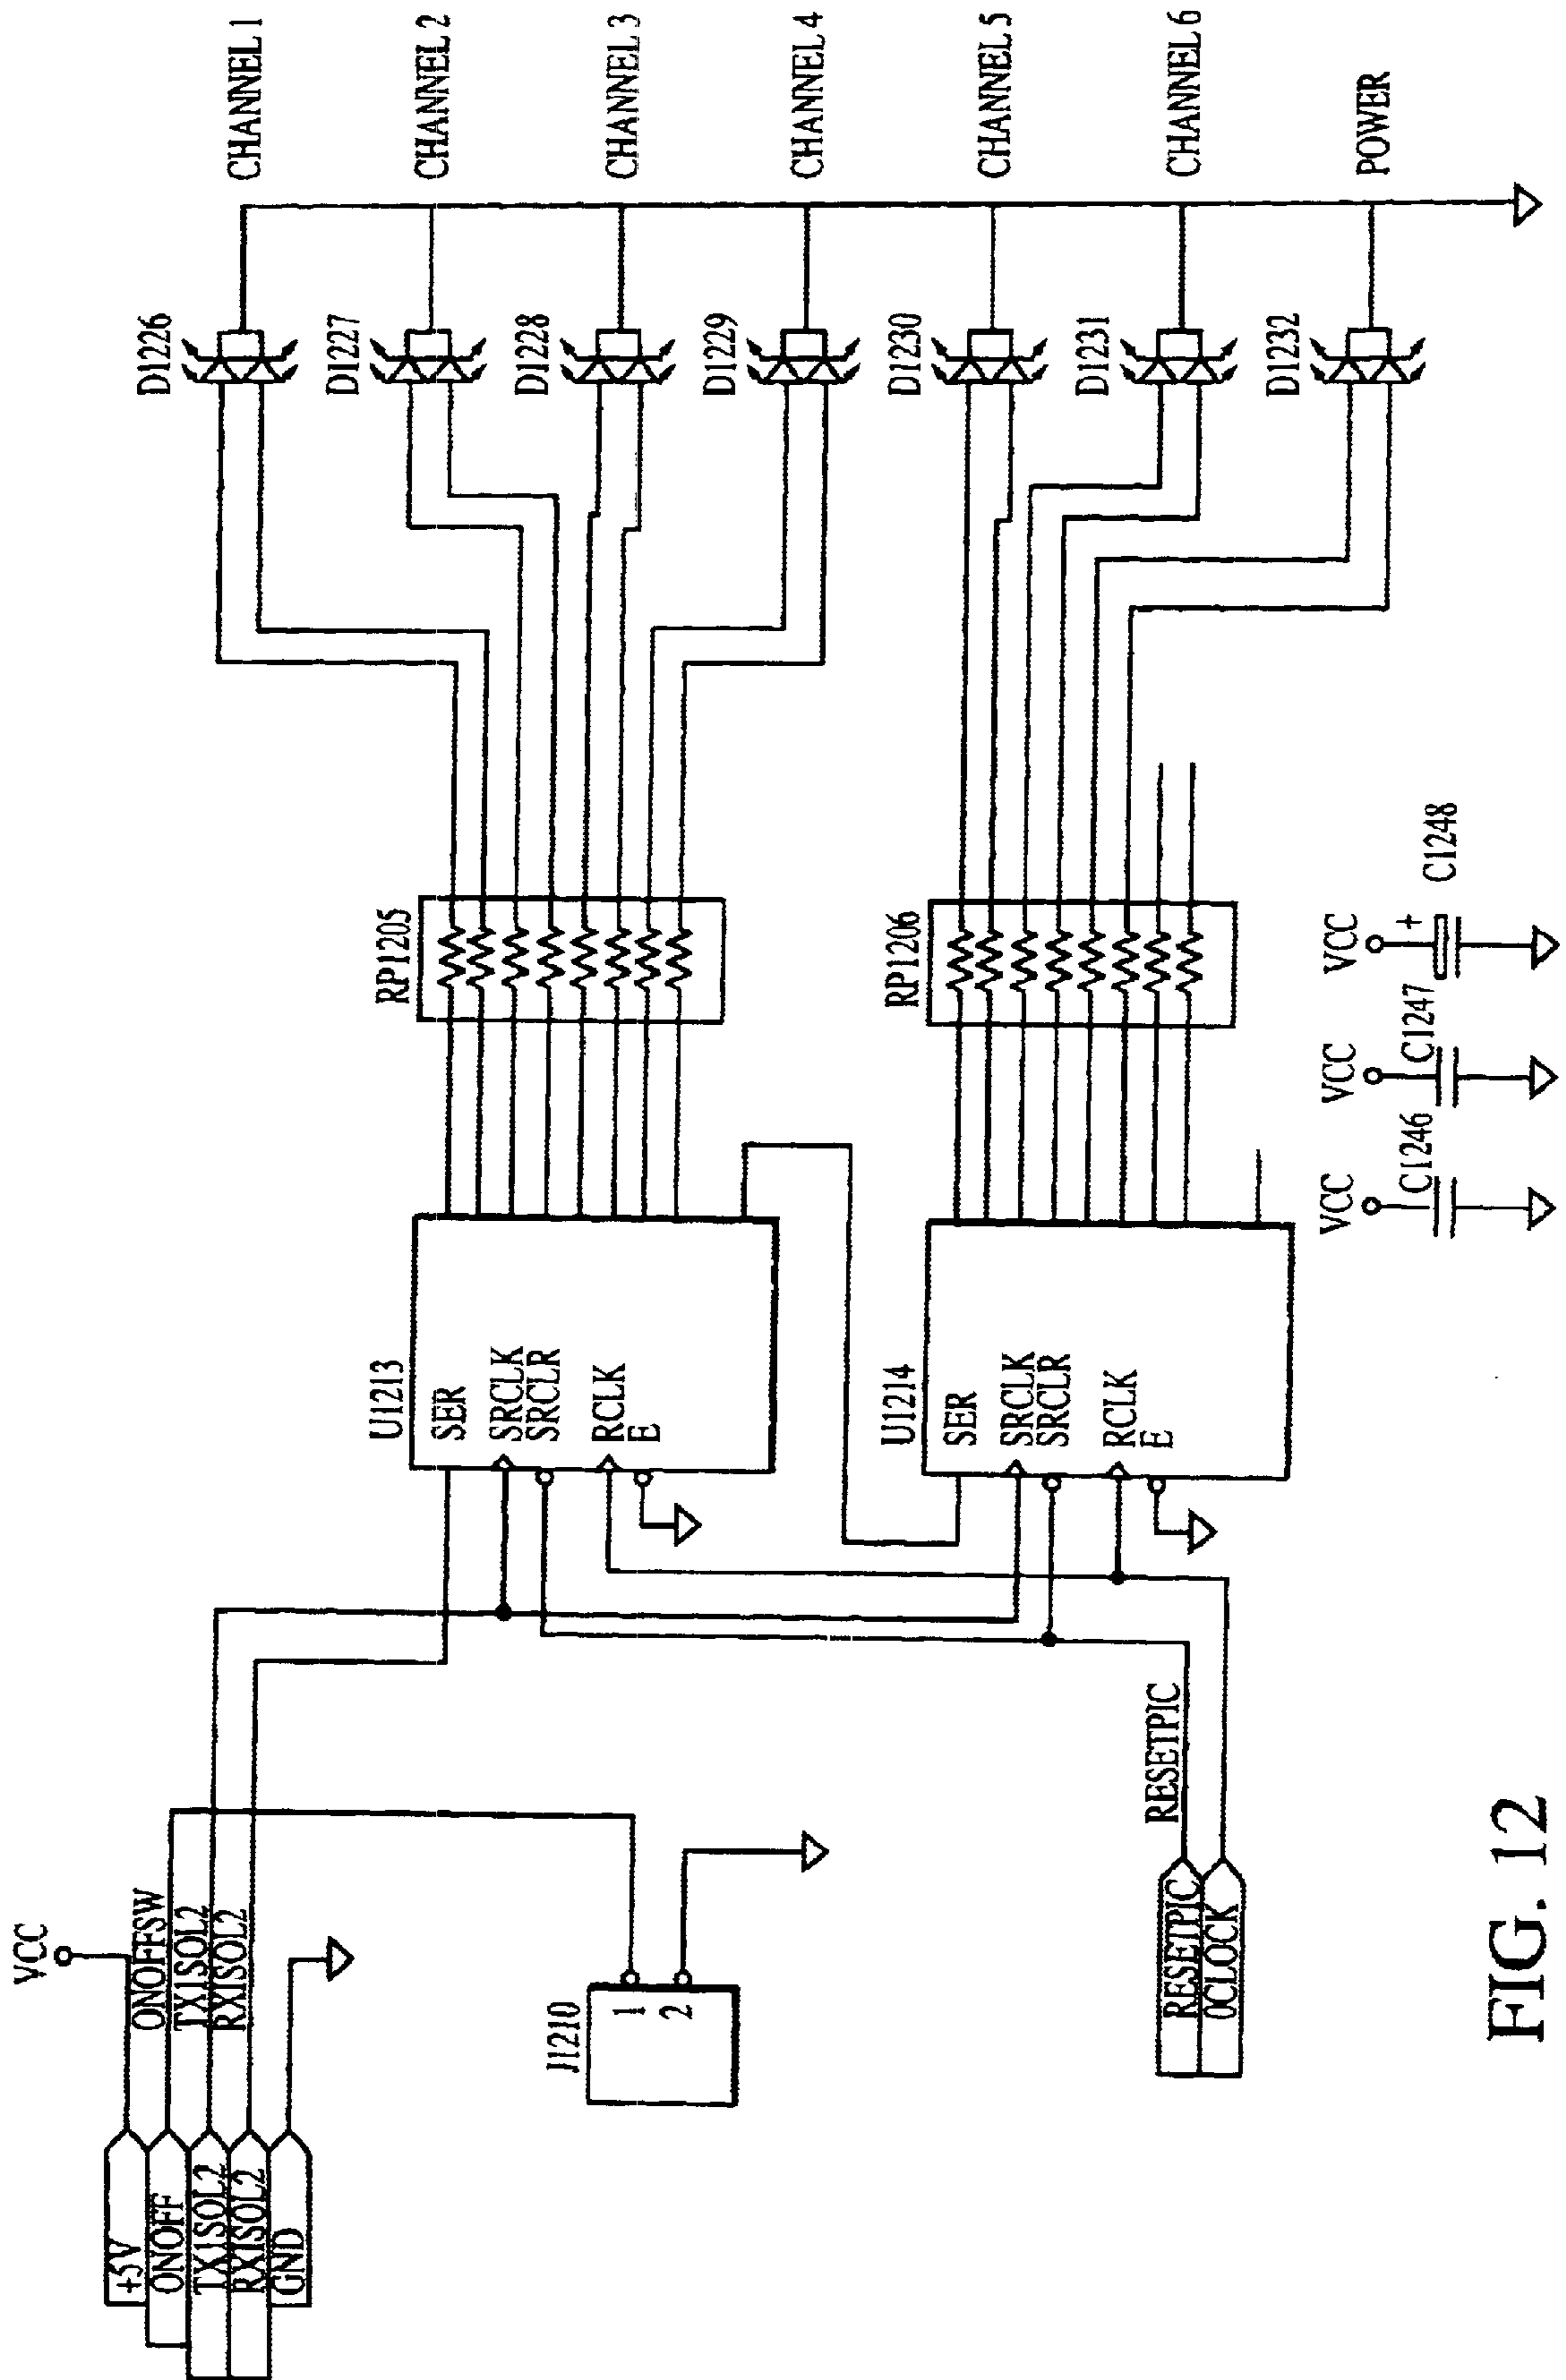 VCC
+5V
ONOFF
TX1SOL2
RX1SOL2
GND
ONOFFSW
TX1SOL2
RX1SOL2
J1210
1
2
RESETPIC
0CLOCK
RESETPIC
U1213
SER
SRCLK
SRCLR
RCLK
E
U1214
SER
SRCLK
SRCLR
RCLK
E
RP1205
RP1206
D1226
D1227
D1228
D1229
D1230
D1231
D1232
CHANNEL 1
CHANNEL 2
CHANNEL 3
CHANNEL 4
CHANNEL 5
CHANNEL 6
POWER
VCC
C1246
VCC
C1247
VCC
+
C1248
FIG. 12